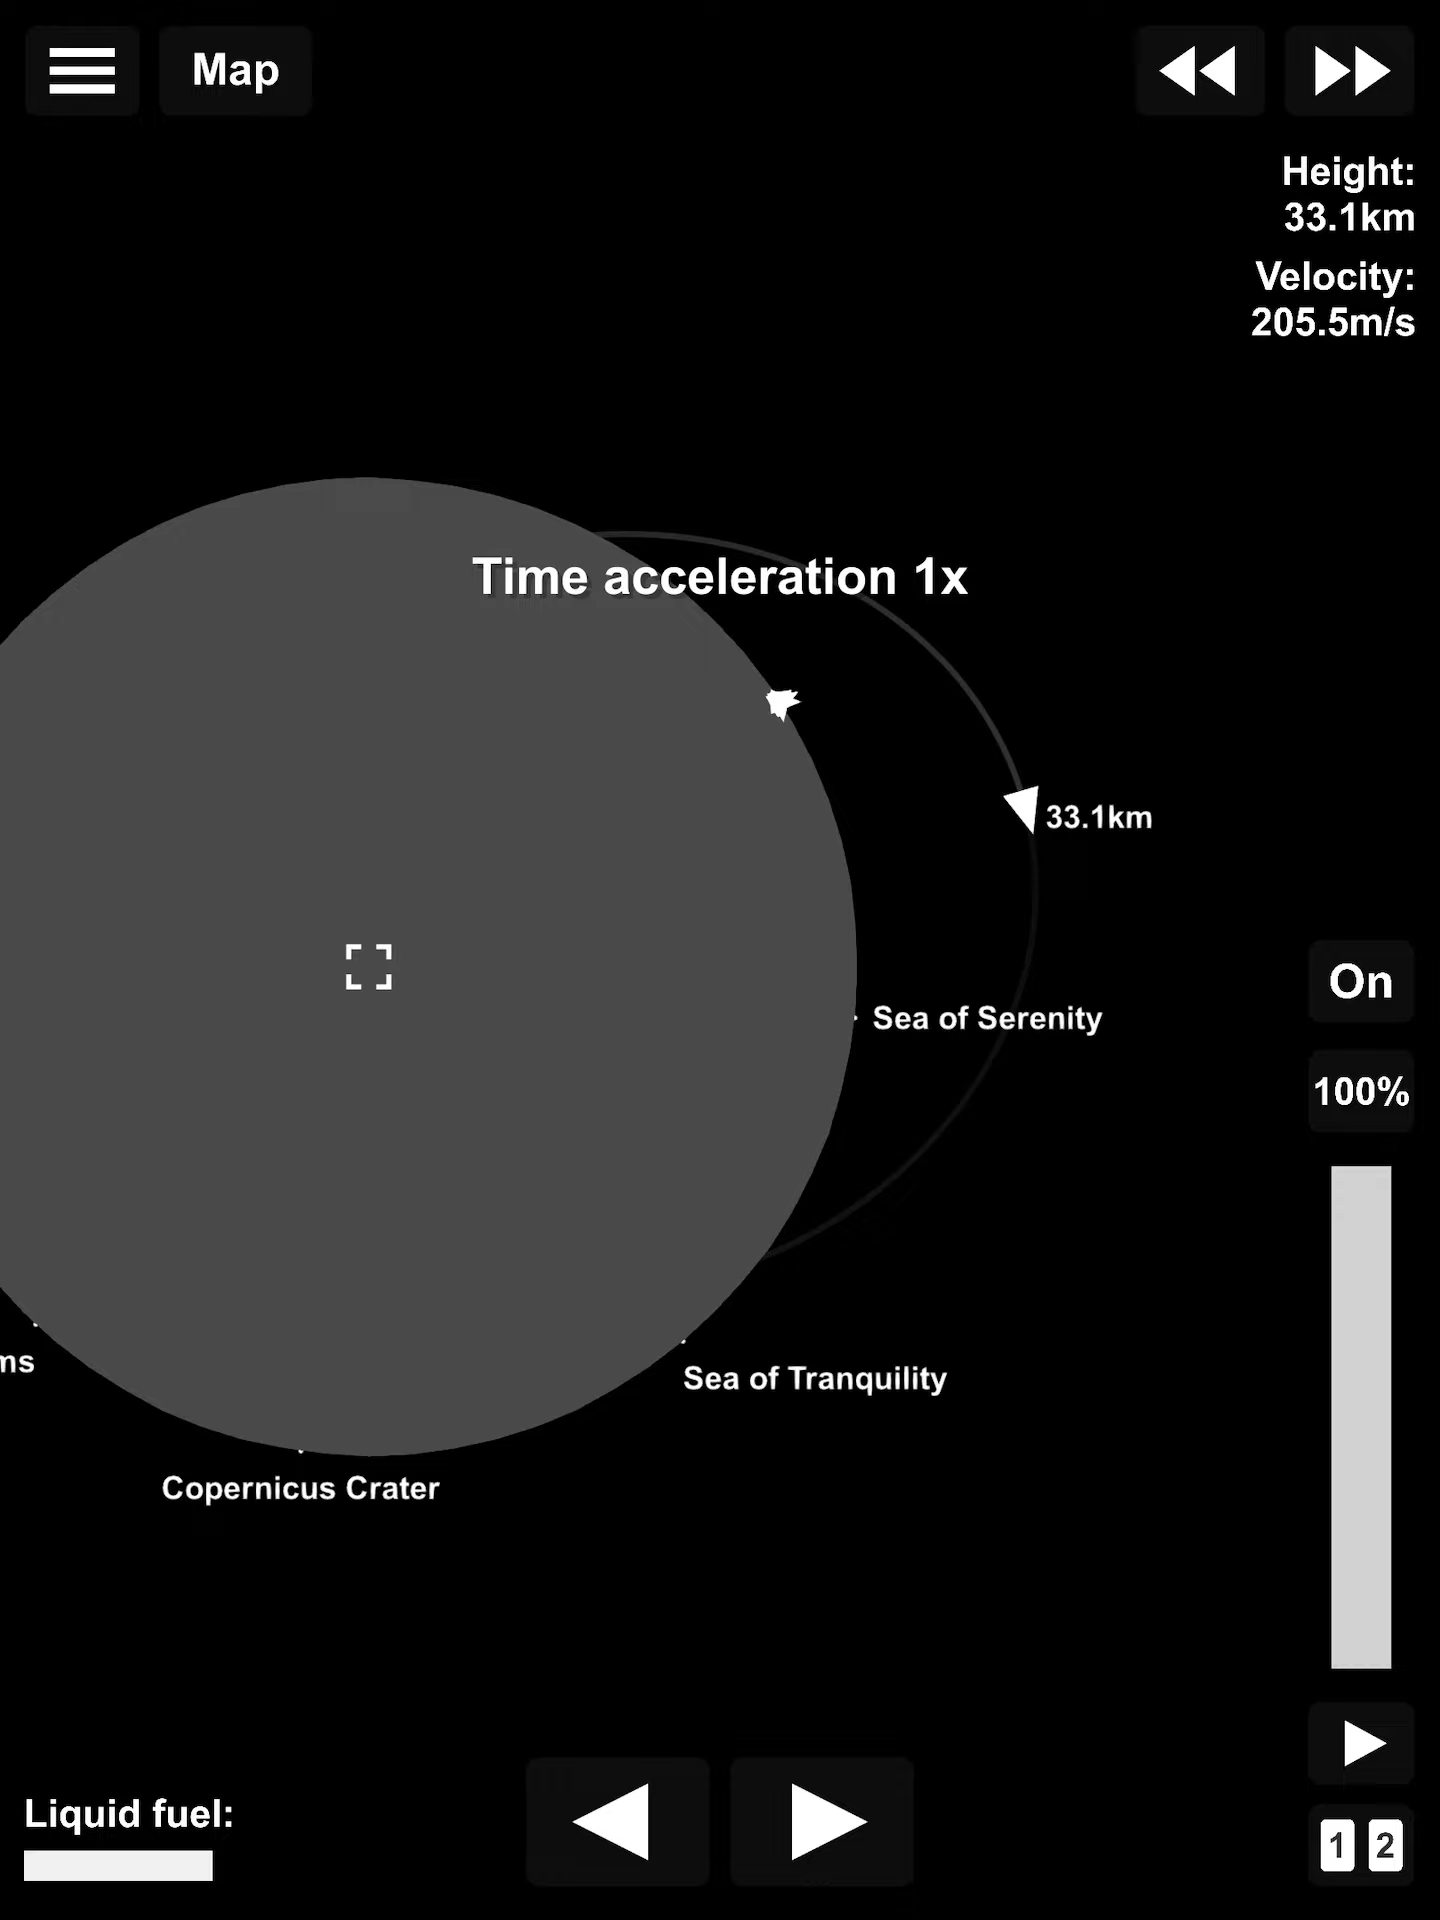 Map
Height:
33.1km
Velocity:
205.5m/s
Time acceleration 1x
33.1km
On
Sea of Serenity
100%
ms
Sea of Tranquility
Copernicus Crater
Liquid fuel:
1 2